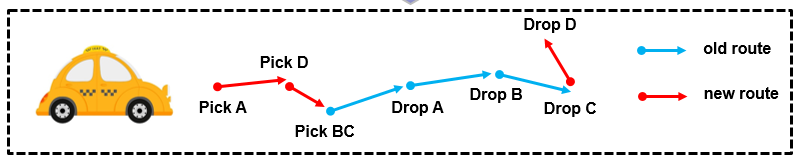 Drop D
old route
Pick D
new route
Pick A
Drop A
Drop B
Drop C
Pick BC